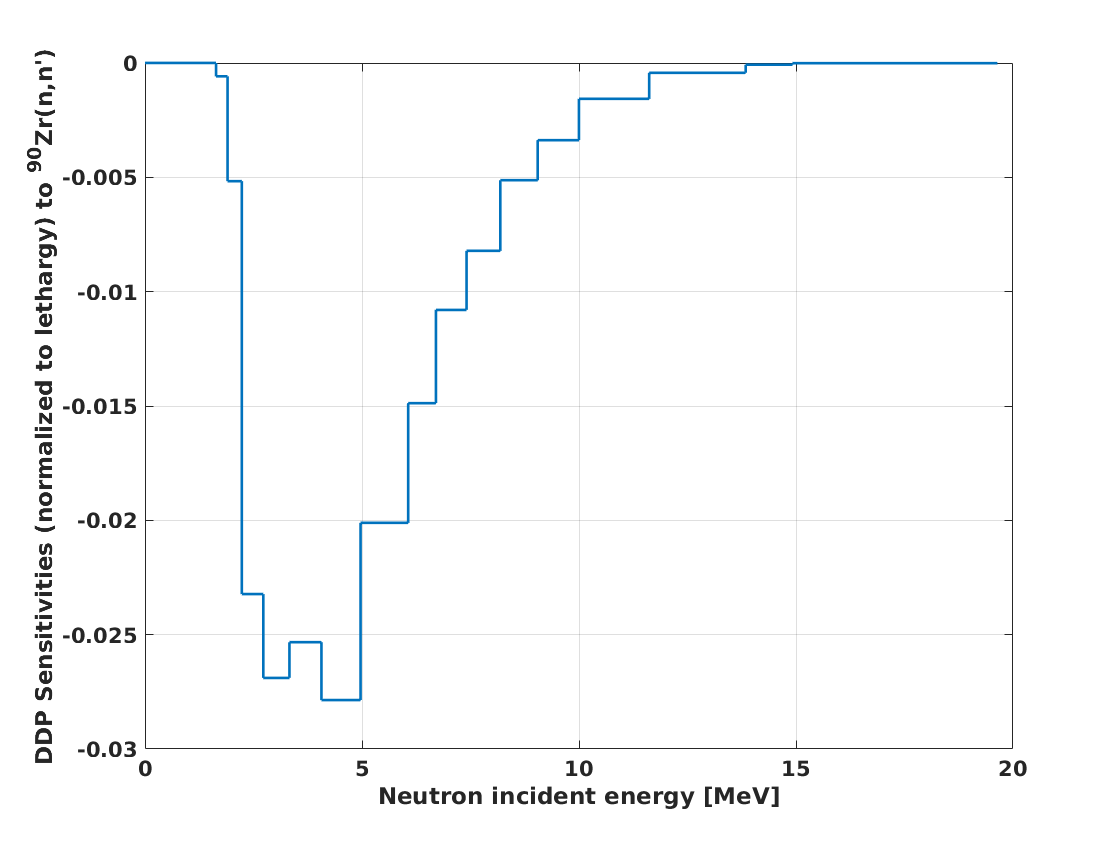 DDP Sensitivities (normalized to lethargy) to ⁹⁰Zr(n,n')
0
-0.005
-0.01
-0.015
-0.02
-0.025
-0.03
0 5 10 15 20
Neutron incident energy [MeV]